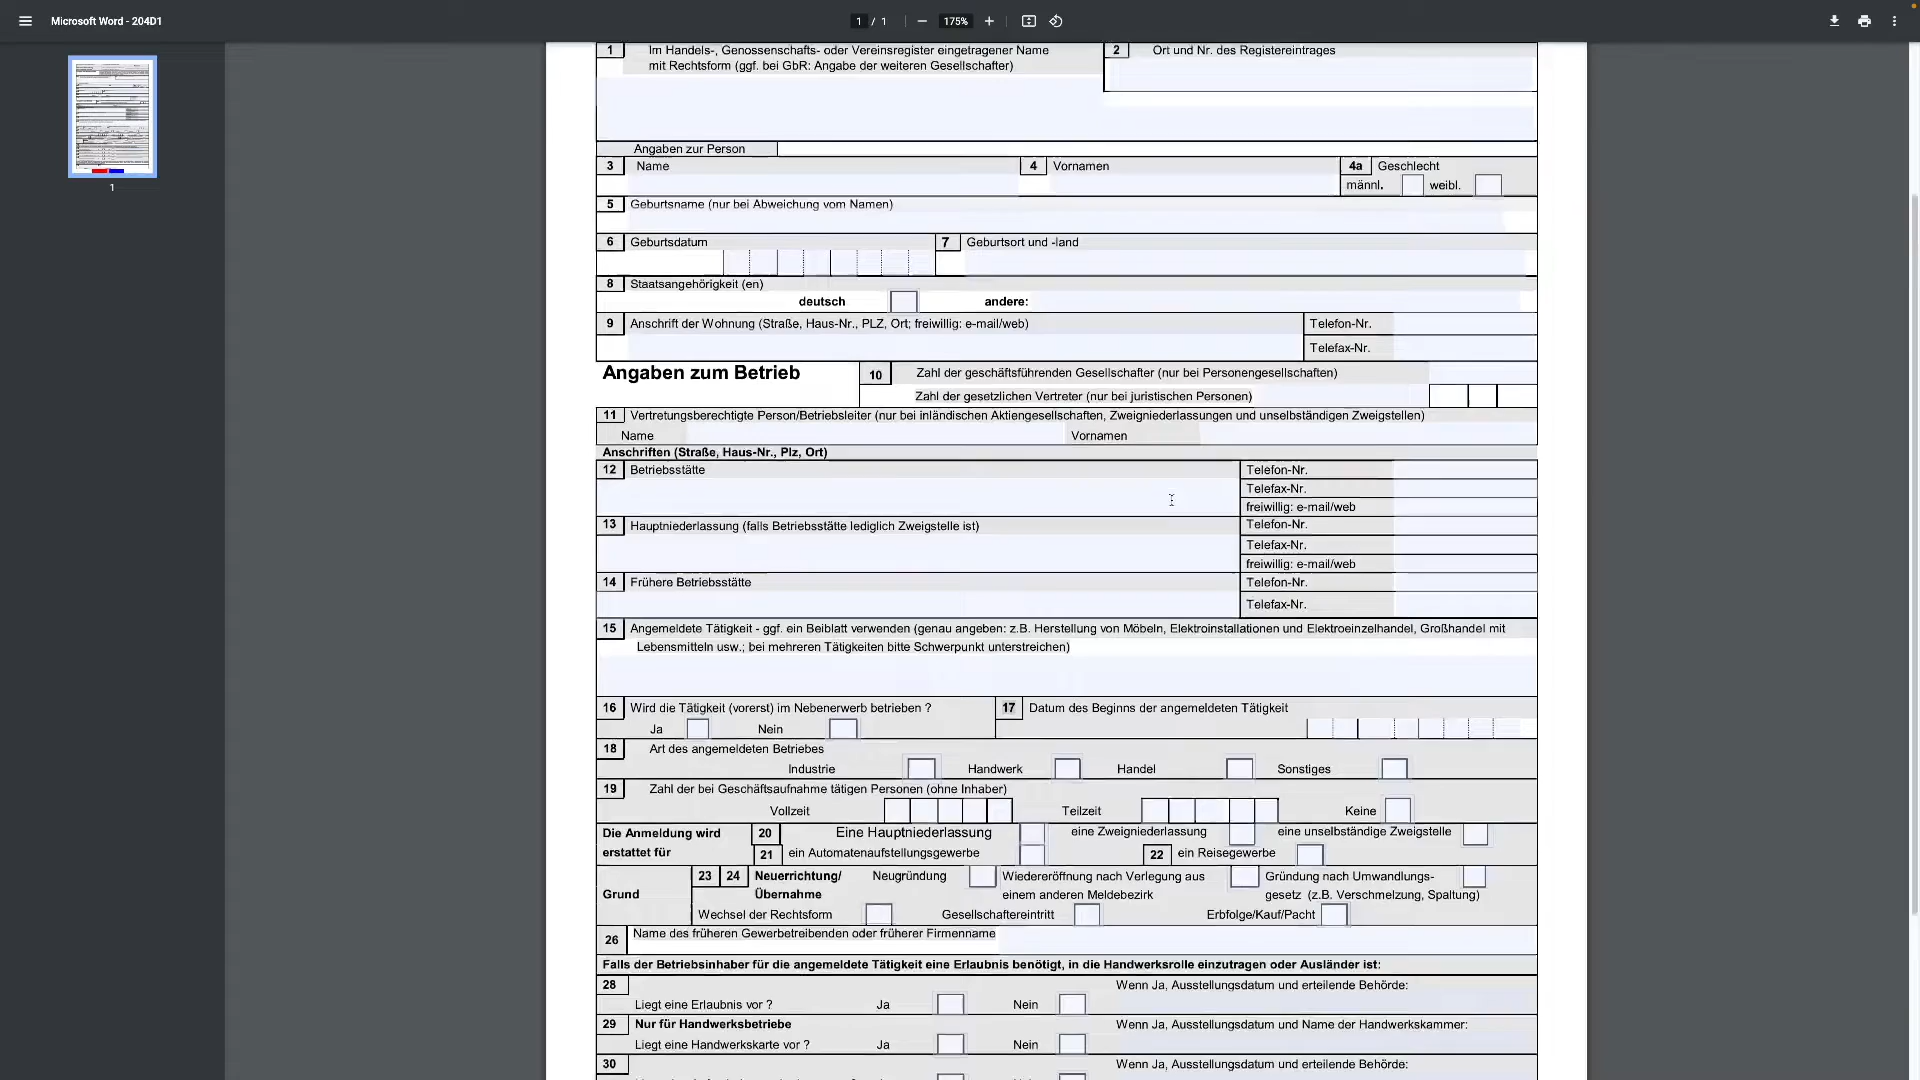 Microsoft Word - 204D1
1 / 1
175%
1
1 Im Handels-, Genossenschafts- oder Vereinsregister eingetragener Name
mit Rechtsform (ggf. bei GbR: Angabe der weiteren Gesellschafter)
2 Ort und Nr. des Registereintrages
Angaben zur Person
3 Name 4 Vornamen 4a Geschlecht
männl. weibl.
5 Geburtsname (nur bei Abweichung vom Namen)
6 Geburtsdatum 7 Geburtsort und -land
8 Staatsangehörigkeit (en)
deutsch andere:
9 Anschrift der Wohnung (Straße, Haus-Nr., PLZ, Ort; freiwillig: e-mail/web) Telefon-Nr.
Telefax-Nr.
Angaben zum Betrieb 10 Zahl der geschäftsführenden Gesellschafter (nur bei Personengesellschaften)
Zahl der gesetzlichen Vertreter (nur bei juristischen Personen)
11 Vertretungsberechtigte Person/Betriebsleiter (nur bei inländischen Aktiengesellschaften, Zweigniederlassungen und unselbständigen Zweigstellen)
Name Vornamen
Anschriften (Straße, Haus-Nr., Plz, Ort)
12 Betriebsstätte Telefon-Nr.
Telefax-Nr.
freiwillig: e-mail/web
13 Hauptniederlassung (falls Betriebsstätte lediglich Zweigstelle ist) Telefon-Nr.
Telefax-Nr.
freiwillig: e-mail/web
14 Frühere Betriebsstätte Telefon-Nr.
Telefax-Nr.
15 Angemeldete Tätigkeit - ggf. ein Beiblatt verwenden (genau angeben: z.B. Herstellung von Möbeln, Elektroinstallationen und Elektroeinzelhandel, Großhandel mit
Lebensmitteln usw.; bei mehreren Tätigkeiten bitte Schwerpunkt unterstreichen)
16 Wird die Tätigkeit (vorerst) im Nebenerwerb betrieben ? 17 Datum des Beginns der angemeldeten Tätigkeit
Ja Nein
18 Art des angemeldeten Betriebes
Industrie Handwerk Handel Sonstiges
19 Zahl der bei Geschäftsaufnahme tätigen Personen (ohne Inhaber)
Vollzeit Teilzeit Keine
Die Anmeldung wird 20 Eine Hauptniederlassung eine Zweigniederlassung eine unselbständige Zweigstelle
erstattet für 21 ein Automatenaufstellungsgewerbe 22 ein Reisegewerbe
23 24 Neuerrichtung/ Neugründung Wiedereröffnung nach Verlegung aus Gründung nach Umwandlungs-
Grund Übernahme einem anderen Meldebezirk gesetz (z.B. Verschmelzung, Spaltung)
Wechsel der Rechtsform Gesellschaftereintritt Erbfolge/Kauf/Pacht
26 Name des früheren Gewerbetreibenden oder früherer Firmenname
Falls der Betriebsinhaber für die angemeldete Tätigkeit eine Erlaubnis benötigt, in die Handwerksrolle einzutragen oder Ausländer ist:
28 Wenn Ja, Ausstellungsdatum und erteilende Behörde:
Liegt eine Erlaubnis vor ? Ja Nein
29 Nur für Handwerksbetriebe Wenn Ja, Ausstellungsdatum und Name der Handwerkskammer:
Liegt eine Handwerkskarte vor ? Ja Nein
30 Wenn Ja, Ausstellungsdatum und erteilende Behörde: